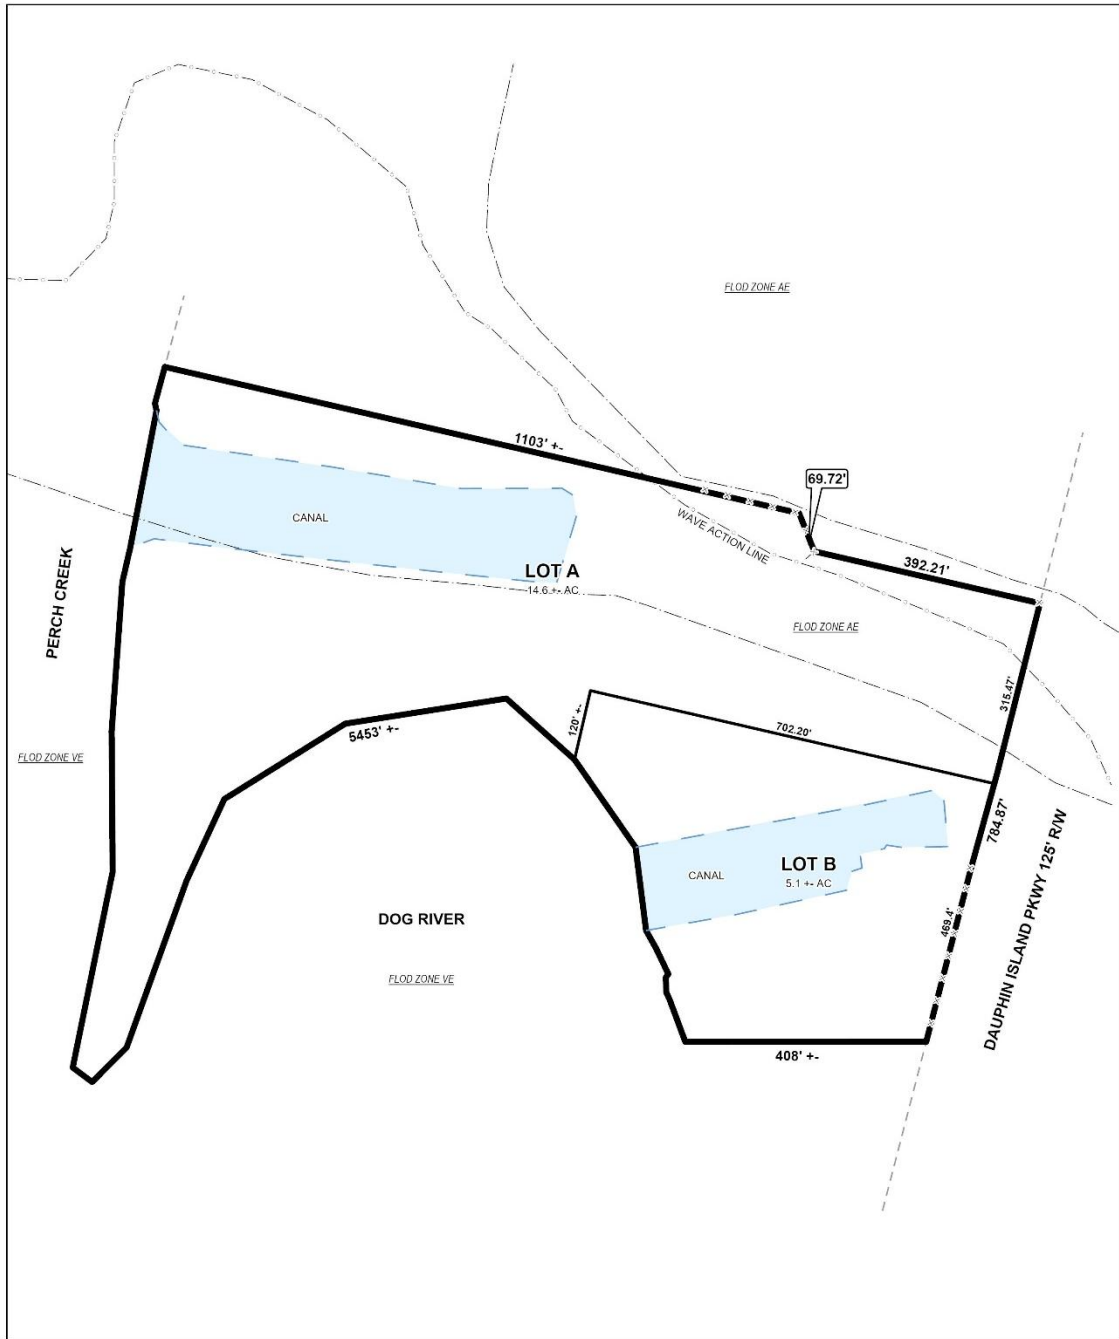 FLOD ZONE AE
1103' +-
69.72'
WAVE ACTION LINE
392.21'
CANAL
LOT A
14.6 +- AC
FLOD ZONE AE
PERCH CREEK
315.47'
120' +-
702.20'
5453' +-
FLOD ZONE VE
784.87'
LOT B
5.1 +- AC
CANAL
DOG RIVER
469.4'
DAUPHIN ISLAND PKWY 125' R/W
FLOD ZONE VE
408' +-